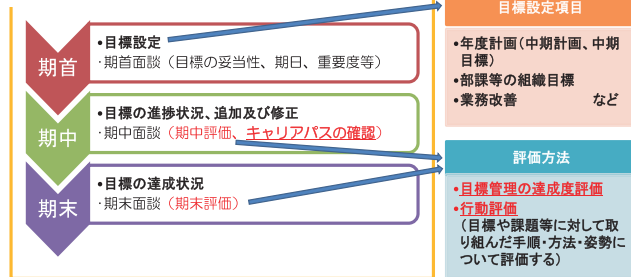 期首
•目標設定
・期首面談（目標の妥当性、期日、重要度等）
期中
•目標の進捗状況、追加及び修正
・期中面談（期中評価、キャリアパスの確認）
期末
•目標の達成状況
・期末面談（期末評価）
目標設定項目
•年度計画（中期計画、中期
目標）
•部課等の組織目標
•業務改善　　　　など
評価方法
•目標管理の達成度評価
•行動評価
（目標や課題等に対して取
り組んだ手順・方法・姿勢に
ついて評価する）